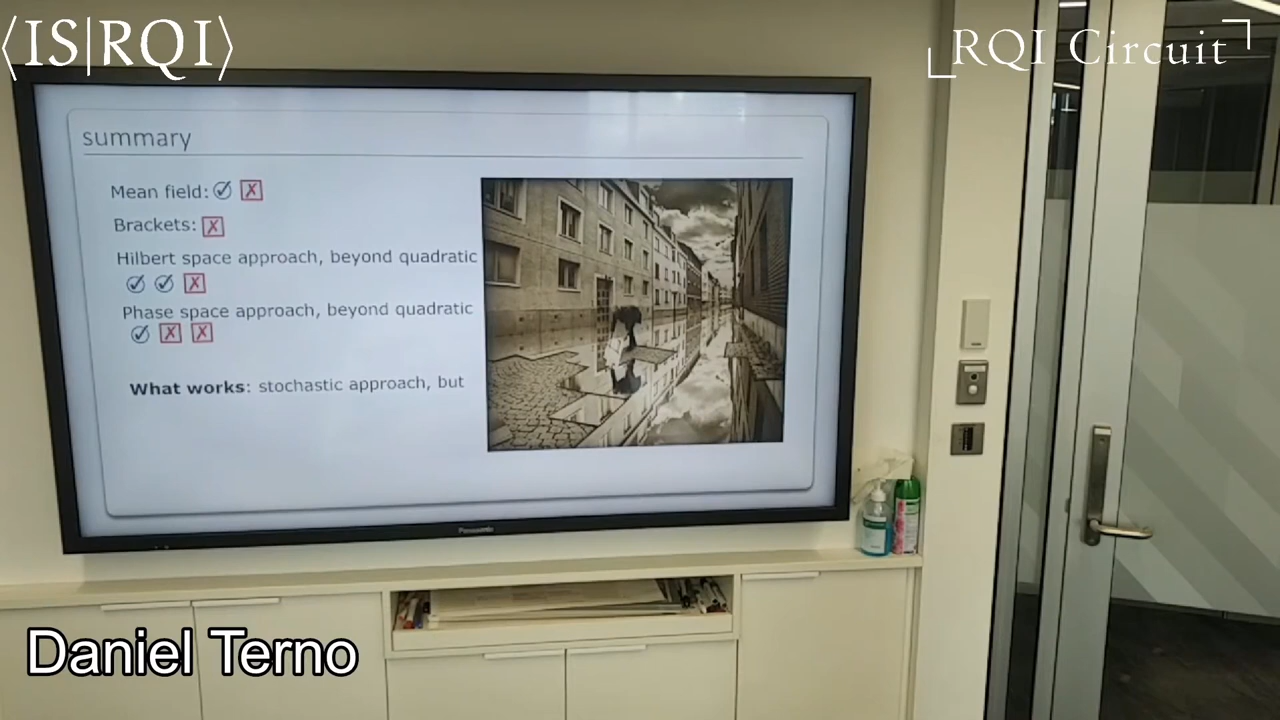 ⟨IS|RQI⟩
RQI Circuit
summary
Mean field:
Brackets:
Hilbert space approach, beyond quadratic
Phase space approach, beyond quadratic
What works: stochastic approach, but
Panasonic
Daniel Terno